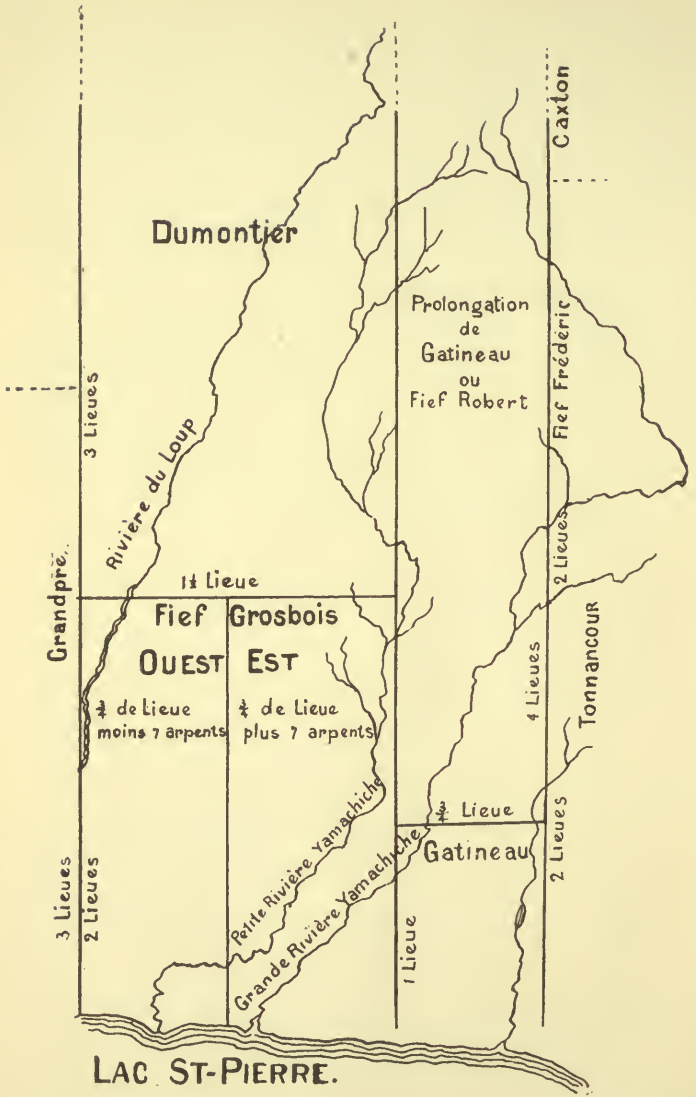 Caxton
Dumontier
Prolongation
de
Gatineau
ou
Fief Robert
Fief Frédéric
3 Lieues
Rivière du Loup
2 Lieues
Grandpré
1½ Lieue
Fief Grosbois
OUEST EST
¾ de Lieue
moins 7 arpents
¾ de Lieue
plus 7 arpents
4 Lieues
Tonnancour
¾ Lieue
Gatineau
2 Lieues
Petite Rivière Yamachiche
Grande Rivière Yamachiche
3 Lieues
2 Lieues
1 Lieue
LAC ST-PIERRE.